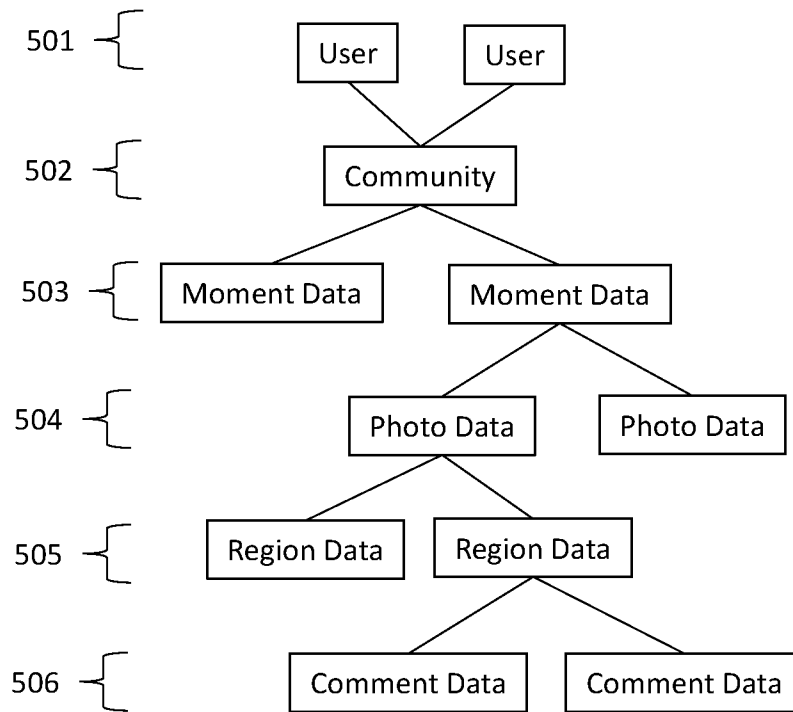 501 User User
502 Community
503 Moment Data Moment Data
504 Photo Data Photo Data
505 Region Data Region Data
506 Comment Data Comment Data